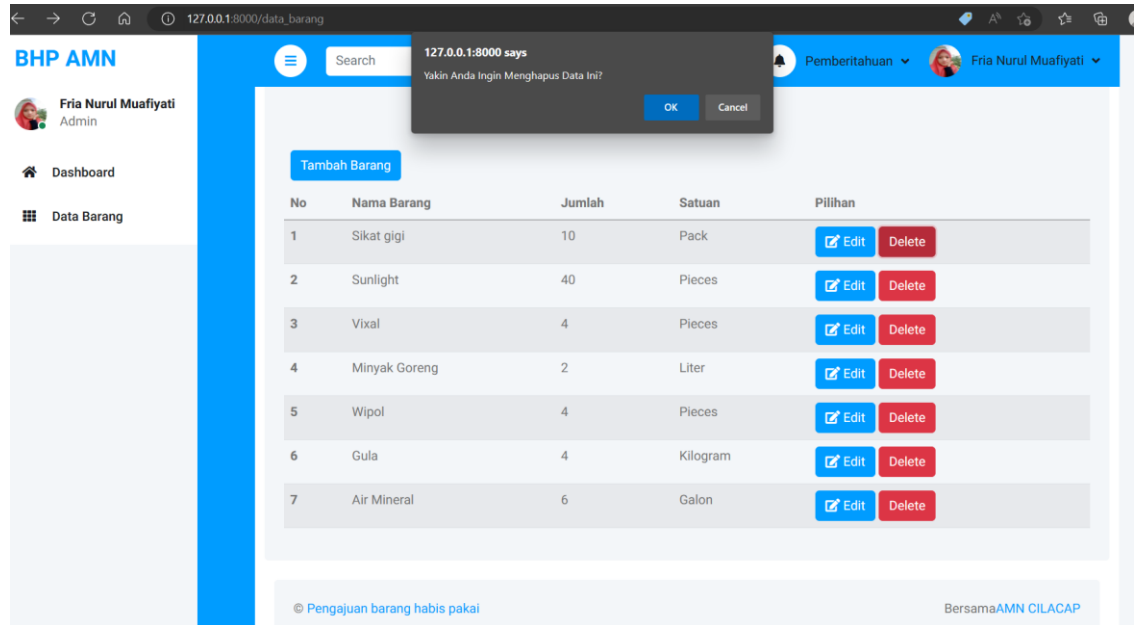 127.0.0.1:8000/data_barang
BHP AMN
Fria Nurul Muafiyati
Admin
Dashboard
Data Barang
Search
127.0.0.1:8000 says
Yakin Anda Ingin Menghapus Data Ini?
OK Cancel
Pemberitahuan
Fria Nurul Muafiyati
Tambah Barang
No Nama Barang Jumlah Satuan Pilihan
1 Sikat gigi 10 Pack Edit Delete
2 Sunlight 40 Pieces Edit Delete
3 Vixal 4 Pieces Edit Delete
4 Minyak Goreng 2 Liter Edit Delete
5 Wipol 4 Pieces Edit Delete
6 Gula 4 Kilogram Edit Delete
7 Air Mineral 6 Galon Edit Delete
© Pengajuan barang habis pakai BersamaAMN CILACAP